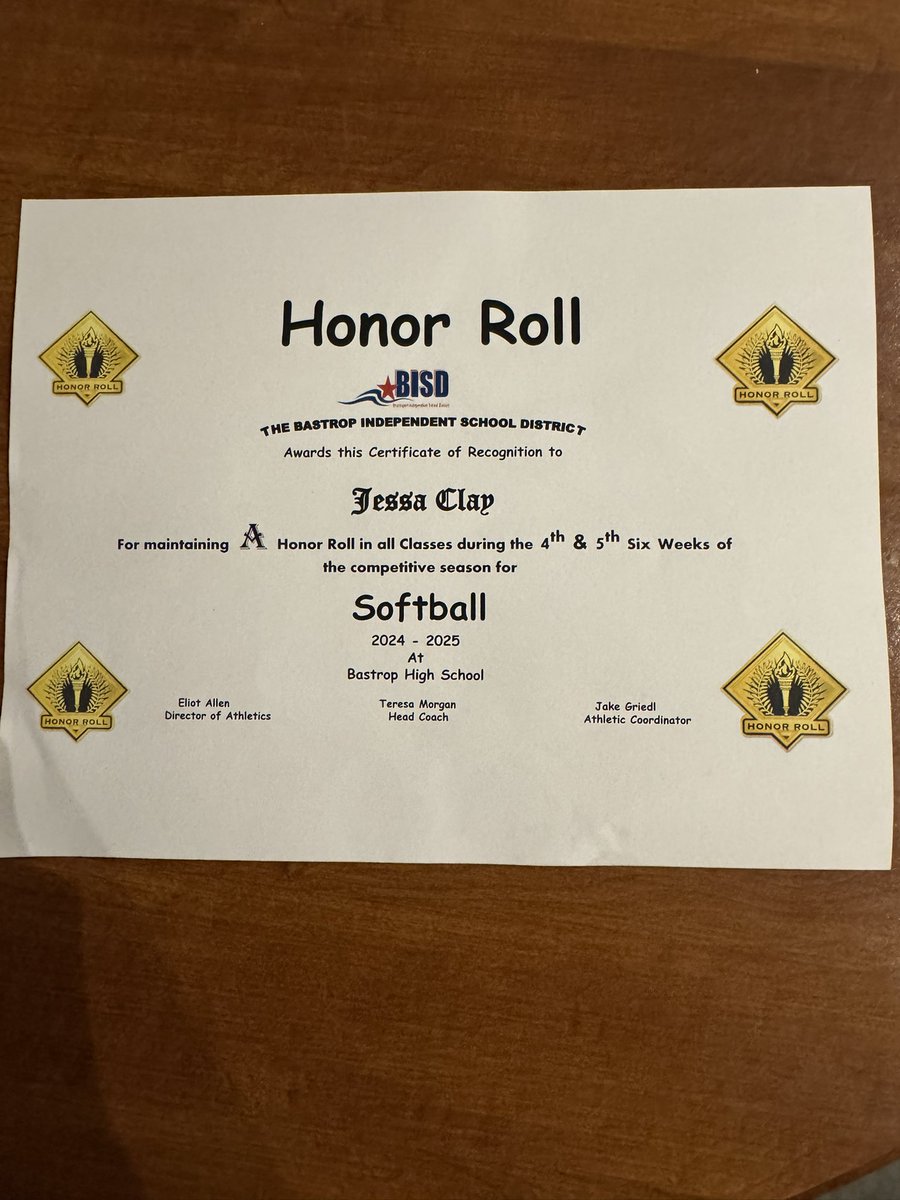 Honor Roll
HONOR ROLL
HONOR ROLL
BISD
THE BASTROP INDEPENDENT SCHOOL DISTRICT
Awards this Certificate of Recognition to
Jessa Clay
For maintaining A Honor Roll in all Classes during the 4th & 5th Six Weeks of
the competitive season for
Softball
2024 - 2025
At
Bastrop High School
HONOR ROLL
HONOR ROLL
Eliot Allen
Director of Athletics
Teresa Morgan
Head Coach
Jake Griedl
Athletic Coordinator